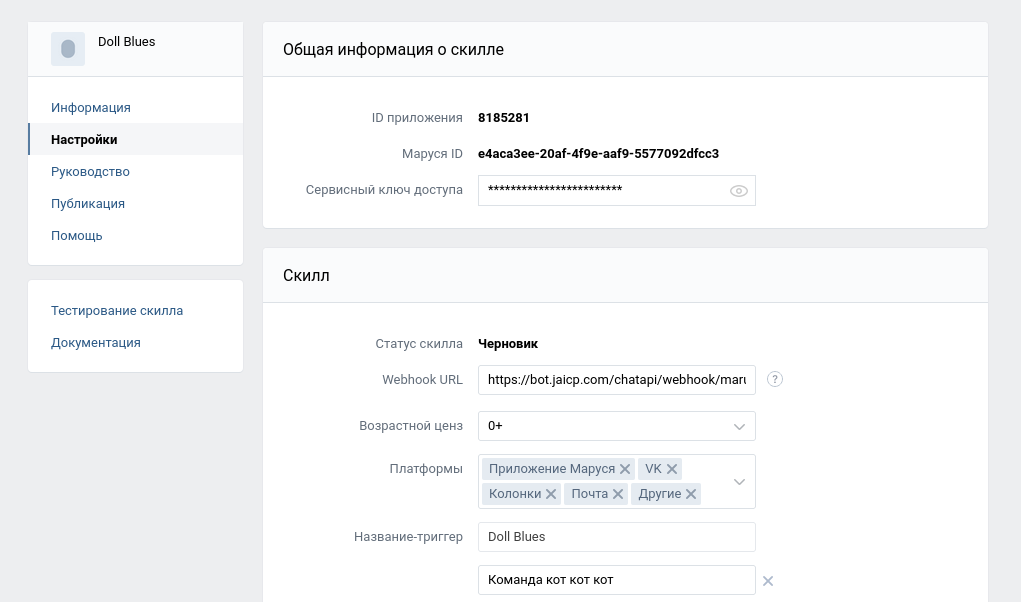 Doll Blues
Информация
Настройки
Руководство
Публикация
Помощь
Тестирование скилла
Документация
Общая информация о скилле
ID приложения 8185281
Маруся ID e4aca3ee-20af-4f9e-aaf9-5577092dfcc3
Сервисный ключ доступа ************************
Скилл
Статус скилла Черновик
Webhook URL https://bot.jaicp.com/chatapi/webhook/maru ?
Возрастной ценз 0+
Платформы Приложение Маруся VK
Колонки Почта Другие
Название-триггер Doll Blues
Команда кот кот кот